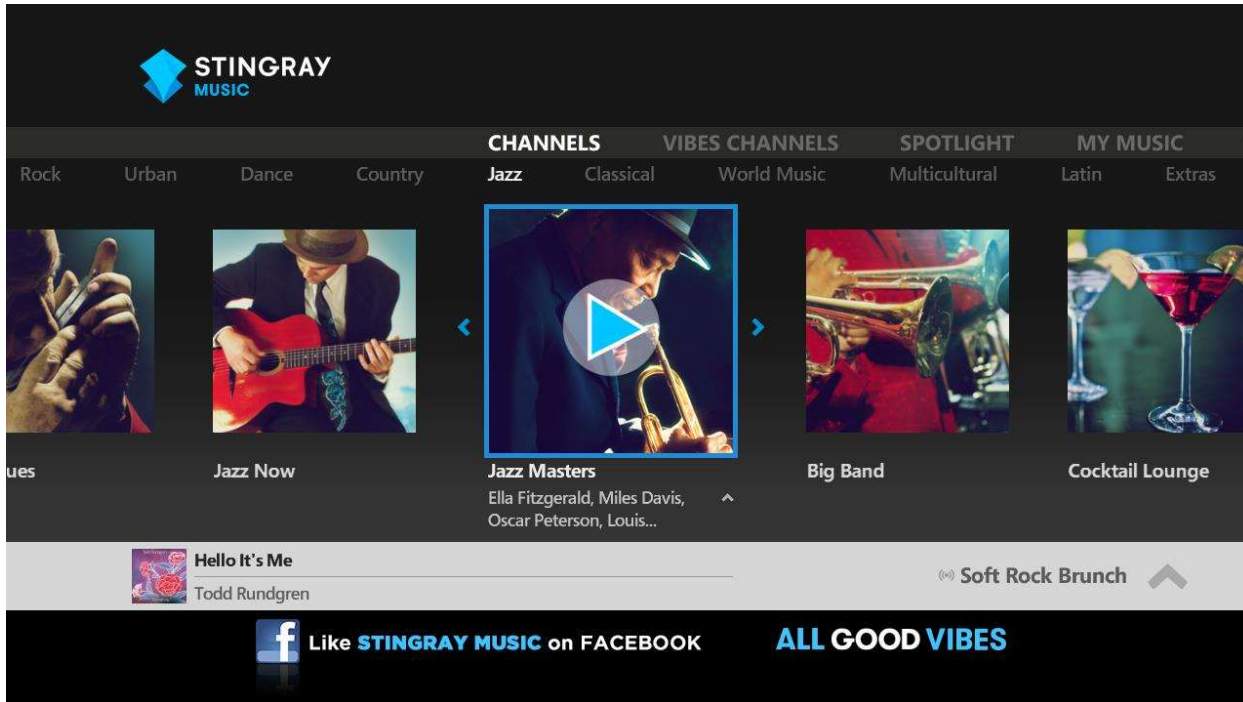 STINGRAY
MUSIC
CHANNELS VIBES CHANNELS SPOTLIGHT MY MUSIC
Rock Urban Dance Country Jazz Classical World Music Multicultural Latin Extras
ues Jazz Now Jazz Masters Big Band Cocktail Lounge
Ella Fitzgerald, Miles Davis,
Oscar Peterson, Louis...
Hello It's Me
Todd Rundgren
Soft Rock Brunch
f Like STINGRAY MUSIC on FACEBOOK ALL GOOD VIBES